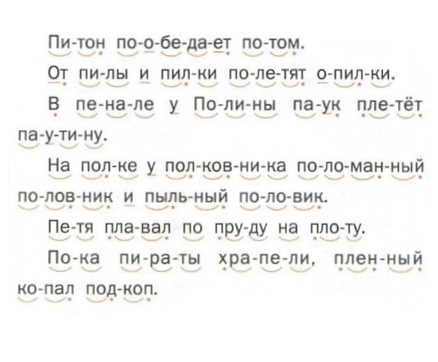 Пи-тон по-о-бе-да-ет по-том.
От пи-лы и пил-ки по-ле-тят о-пил-ки.
В пе-на-ле у По-ли-ны па-ук пле-тёт
па-у-ти-ну.
На пол-ке у пол-ков-ни-ка по-ло-ман-ный
по-лов-ник и пыль-ный по-ло-вик.
Пе-тя пла-вал по пру-ду на пло-ту.
По-ка пи-ра-ты хра-пе-ли, плен-ный
ко-пал под-коп.